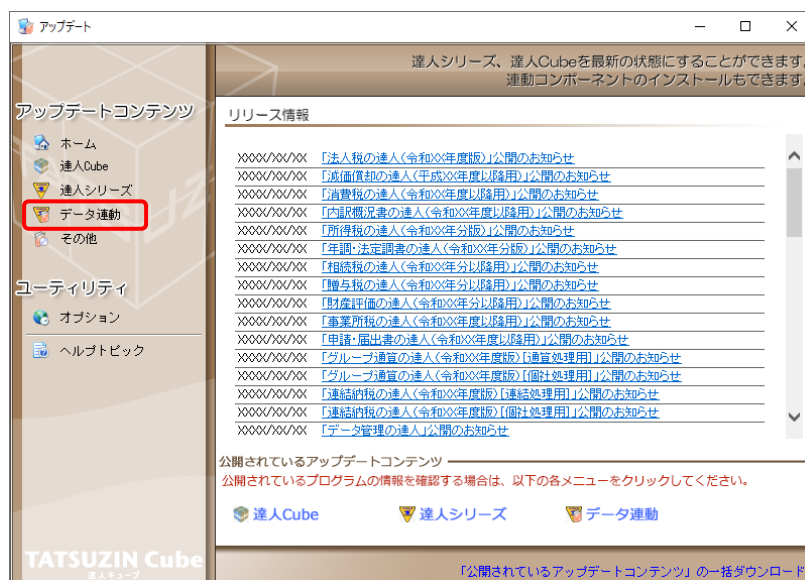 アップデート
達人シリーズ、達人Cubeを最新の状態にすることができます。
連動コンポーネントのインストールもできます。
アップデートコンテンツ
ホーム
達人Cube
達人シリーズ
データ連動
その他
ユーティリティ
オプション
ヘルプトピック
リリース情報
XXXX/XX/XX 「法人税の達人(令和XX年度版)」公開のお知らせ
XXXX/XX/XX 「減価償却の達人(平成XX年度以降用)」公開のお知らせ
XXXX/XX/XX 「消費税の達人(令和XX年度以降用)」公開のお知らせ
XXXX/XX/XX 「内訳概況書の達人(令和XX年度以降用)」公開のお知らせ
XXXX/XX/XX 「所得税の達人(令和XX年分版)」公開のお知らせ
XXXX/XX/XX 「年調・法定調書の達人(令和XX年分版)」公開のお知らせ
XXXX/XX/XX 「相続税の達人(令和XX年分以降用)」公開のお知らせ
XXXX/XX/XX 「贈与税の達人(令和XX年分以降用)」公開のお知らせ
XXXX/XX/XX 「財産評価の達人(令和XX年分以降用)」公開のお知らせ
XXXX/XX/XX 「事業所税の達人(令和XX年度以降用)」公開のお知らせ
XXXX/XX/XX 「申請・届出書の達人(令和XX年度以降用)」公開のお知らせ
XXXX/XX/XX 「グループ通算の達人(令和XX年度版)[通算処理用]」公開のお知らせ
XXXX/XX/XX 「グループ通算の達人(令和XX年度版)[個社処理用]」公開のお知らせ
XXXX/XX/XX 「連結納税の達人(令和XX年度版)[連結処理用]」公開のお知らせ
XXXX/XX/XX 「連結納税の達人(令和XX年度版)[個社処理用]」公開のお知らせ
XXXX/XX/XX 「データ管理の達人」公開のお知らせ
公開されているアップデートコンテンツ
公開されているプログラムの情報を確認する場合は、以下の各メニューをクリックしてください。
達人Cube 達人シリーズ データ連動
TATSUZIN Cube
達人キューブ
「公開されているアップデートコンテンツ」の一括ダウンロード